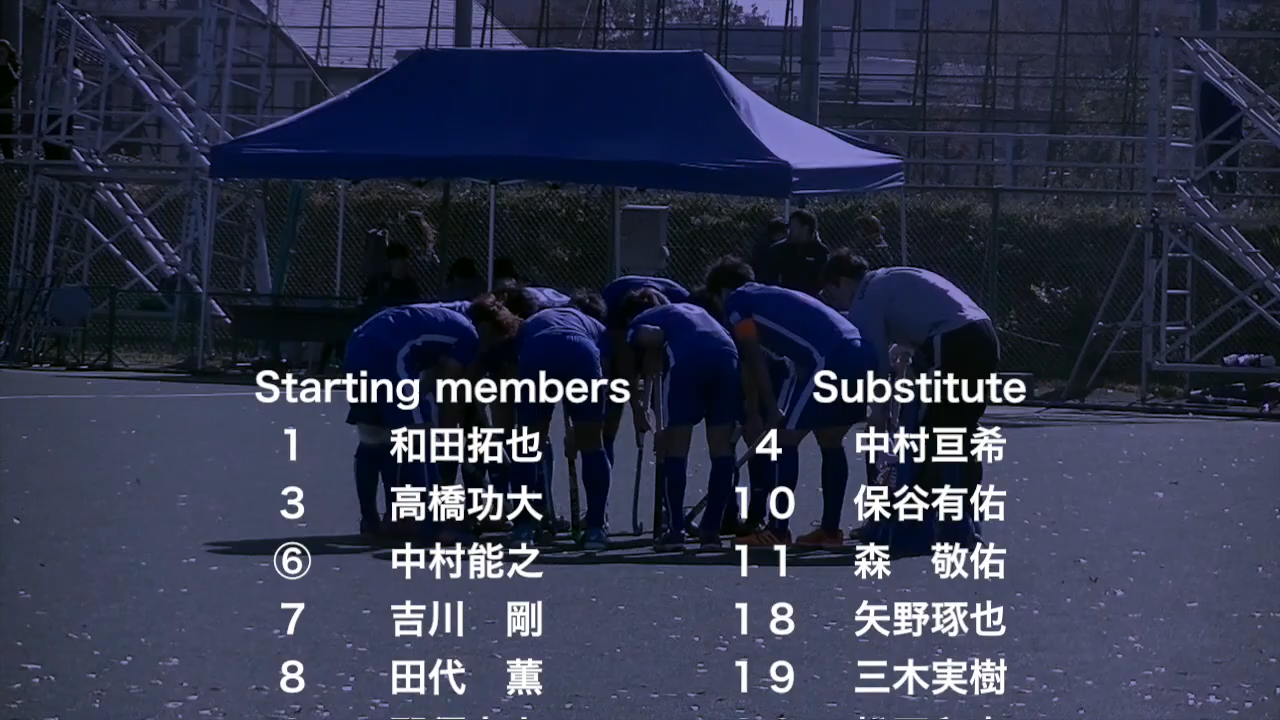 Starting members Substitute
1 和田拓也 4 中村亘希
3 高橋功大 10 保谷有佑
⑥ 中村能之 11 森 敬佑
7 吉川 剛 18 矢野琢也
8 田代 薫 19 三木実樹